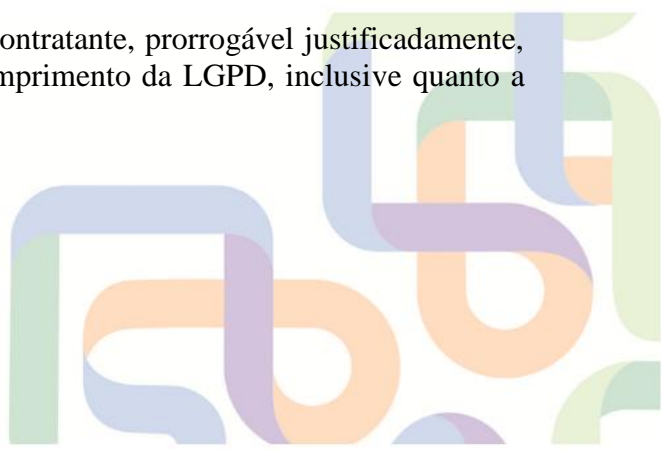 ontratante, prorrogável justificadamente,
mprimento da LGPD, inclusive quanto a